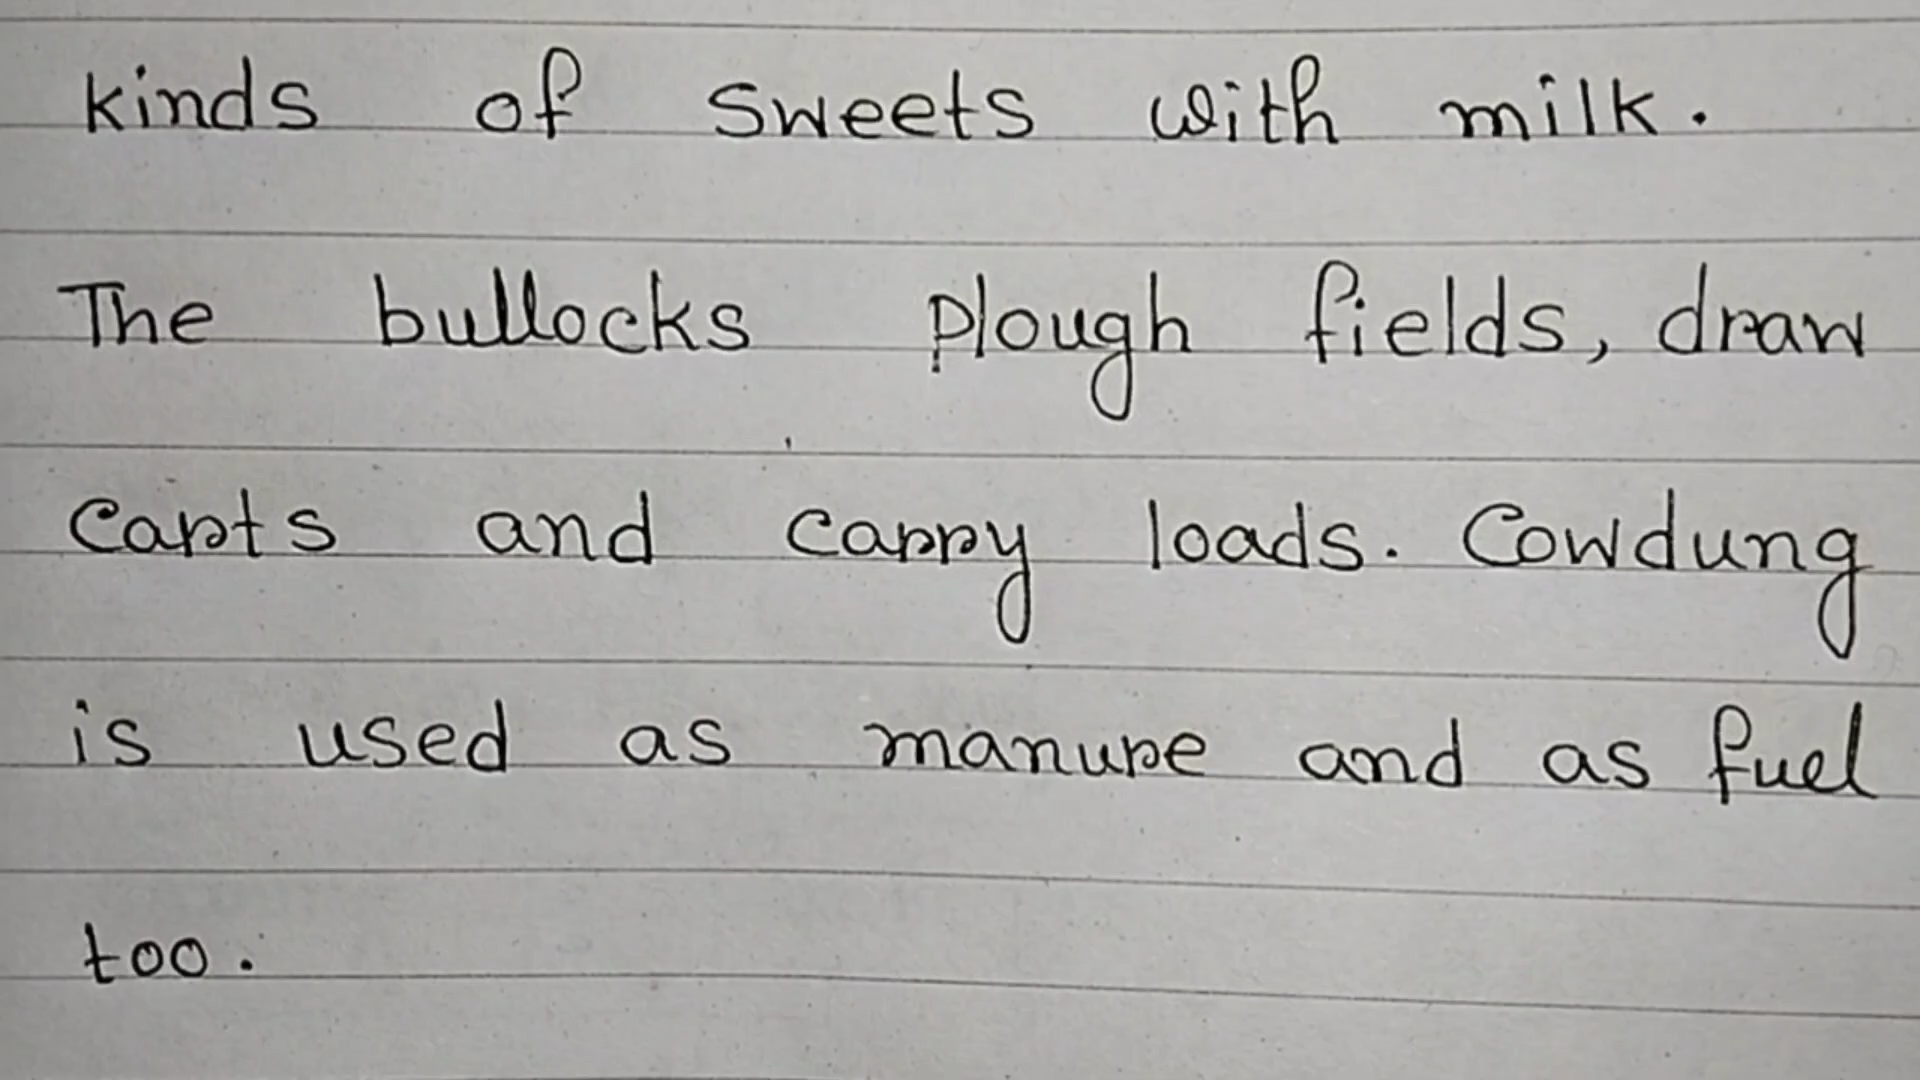 kinds of sweets with milk.
The bullocks plough fields, draw
carts and carry loads. Cowdung
is used as manure and as fuel
too.